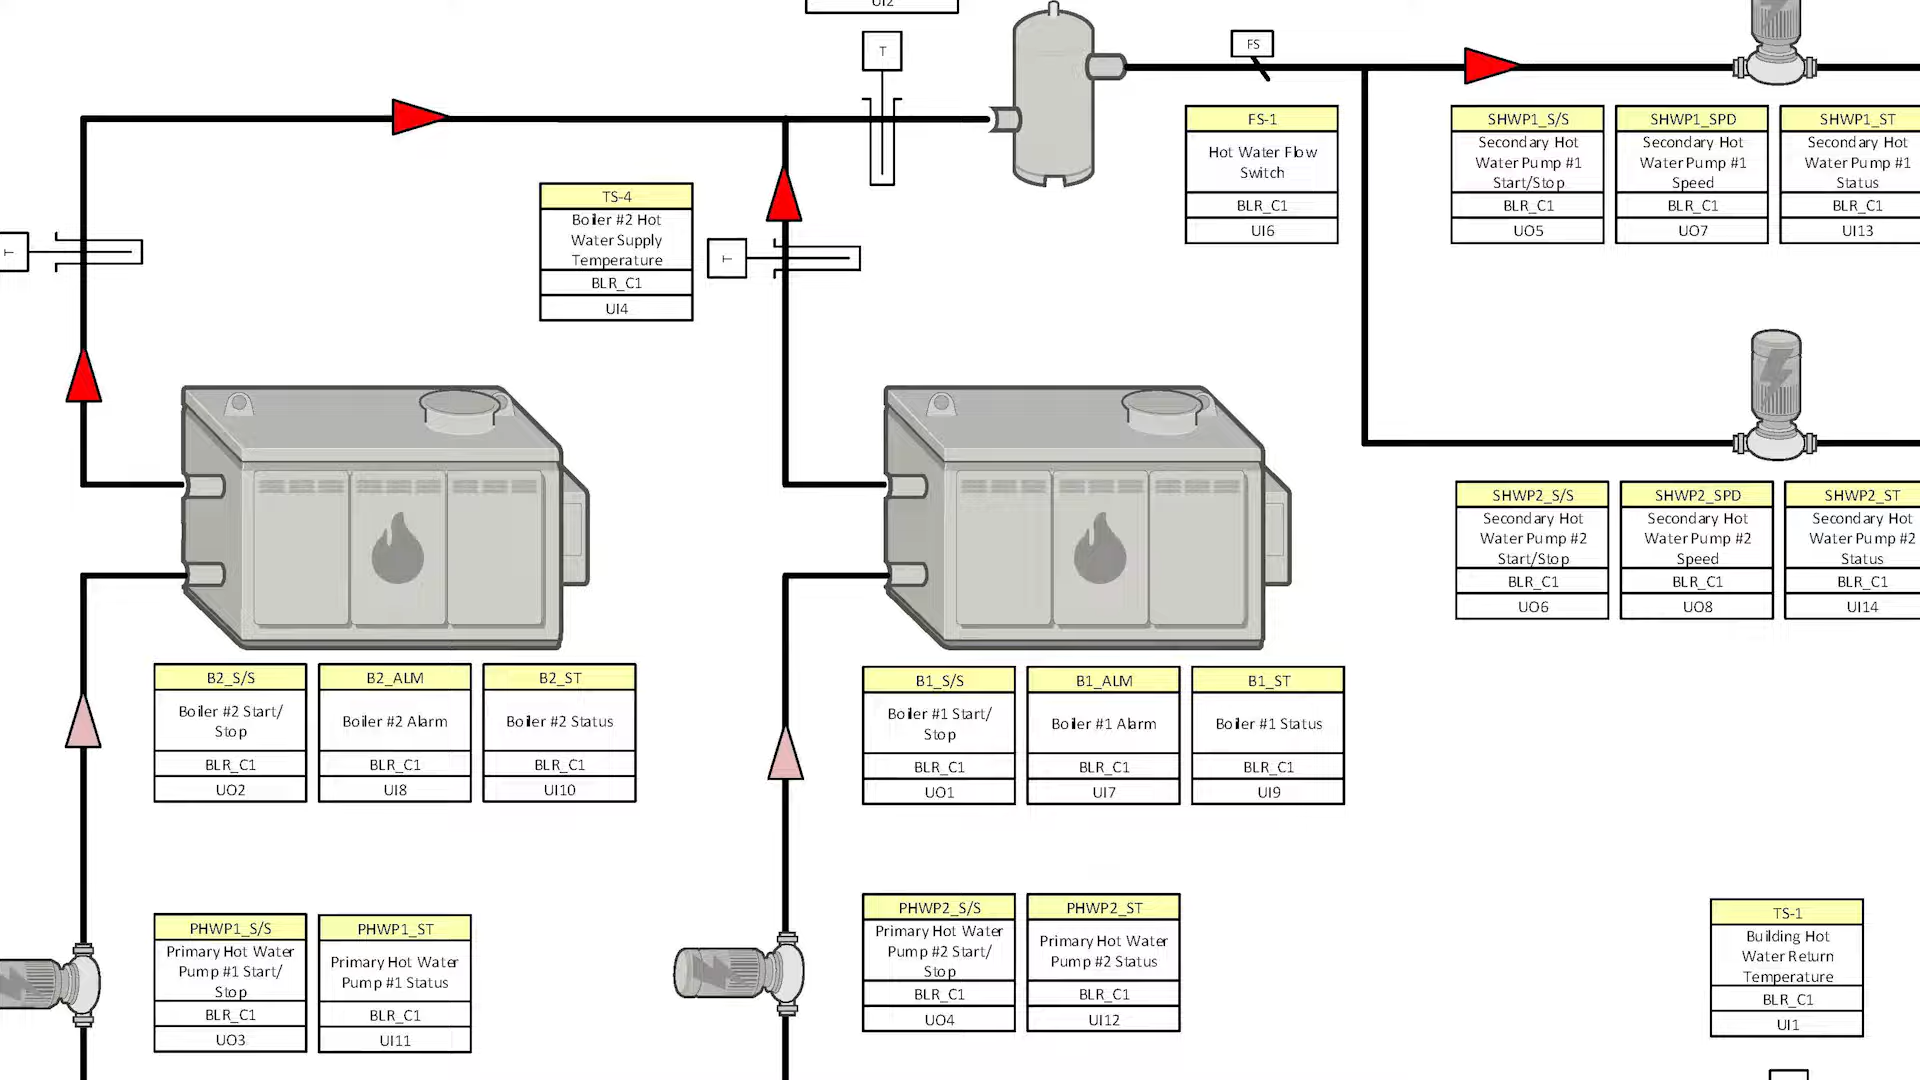 UI2
T
FS
FS-1
Hot Water Flow
Switch
BLR_C1
UI6
SHWP1_S/S
Secondary Hot
Water Pump #1
Start/Stop
BLR_C1
UO5
SHWP1_SPD
Secondary Hot
Water Pump #1
Speed
BLR_C1
UO7
SHWP1_ST
Secondary Hot
Water Pump #1
Status
BLR_C1
UI13
TS-4
Boiler #2 Hot
Water Supply
Temperature
BLR_C1
UI4
T
T
SHWP2_S/S
Secondary Hot
Water Pump #2
Start/Stop
BLR_C1
UO6
SHWP2_SPD
Secondary Hot
Water Pump #2
Speed
BLR_C1
UO8
SHWP2_ST
Secondary Hot
Water Pump #2
Status
BLR_C1
UI14
B2_S/S
Boiler #2 Start/
Stop
BLR_C1
UO2
B2_ALM
Boiler #2 Alarm
BLR_C1
UI8
B2_ST
Boiler #2 Status
BLR_C1
UI10
B1_S/S
Boiler #1 Start/
Stop
BLR_C1
UO1
B1_ALM
Boiler #1 Alarm
BLR_C1
UI7
B1_ST
Boiler #1 Status
BLR_C1
UI9
PHWP1_S/S
Primary Hot Water
Pump #1 Start/
Stop
BLR_C1
UO3
PHWP1_ST
Primary Hot Water
Pump #1 Status
BLR_C1
UI11
PHWP2_S/S
Primary Hot Water
Pump #2 Start/
Stop
BLR_C1
UO4
PHWP2_ST
Primary Hot Water
Pump #2 Status
BLR_C1
UI12
TS-1
Building Hot
Water Return
Temperature
BLR_C1
UI1